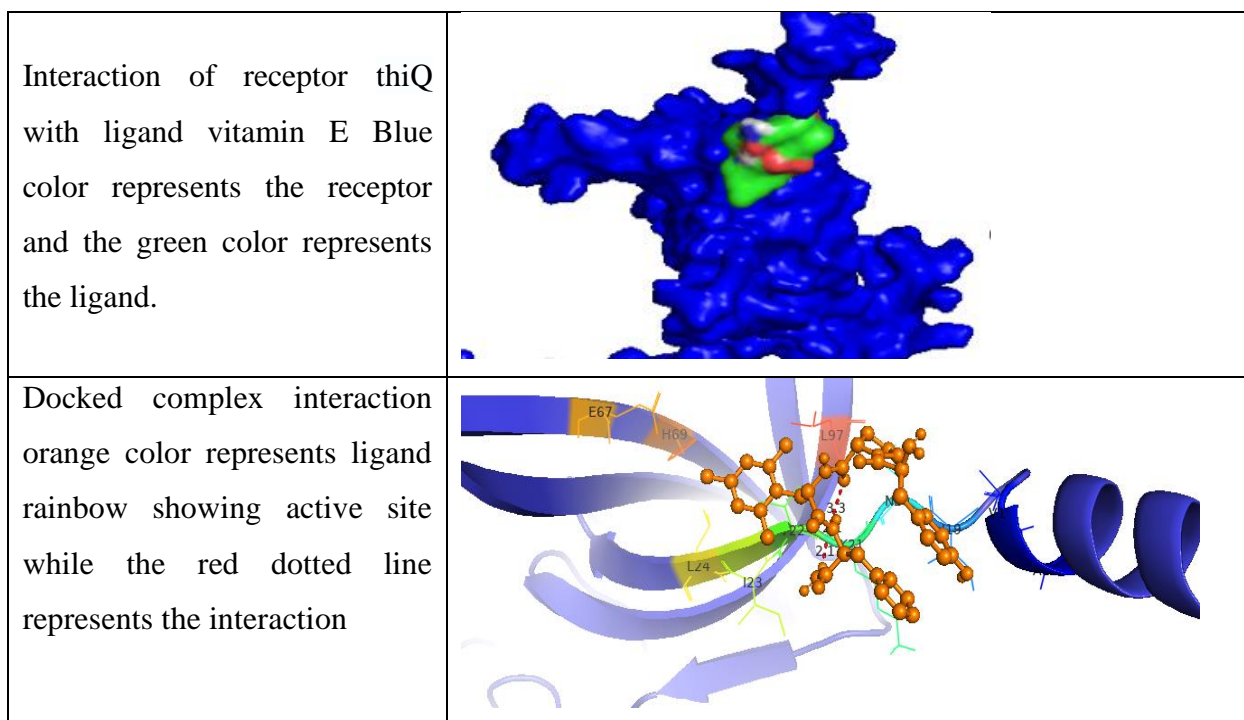 Interaction of receptor thiQ
with ligand vitamin E Blue
color represents the receptor
and the green color represents
the ligand.
Docked complex interaction
orange color represents ligand
rainbow showing active site
while the red dotted line
represents the interaction
E67
H69
L97
3.3
L24
I23